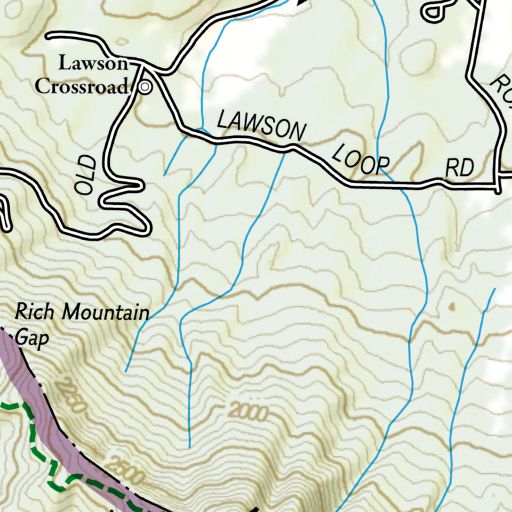 Lawson
Crossroad
LAWSON LOOP RD
OLD
Rich Mountain
Gap
2250
2000
2500